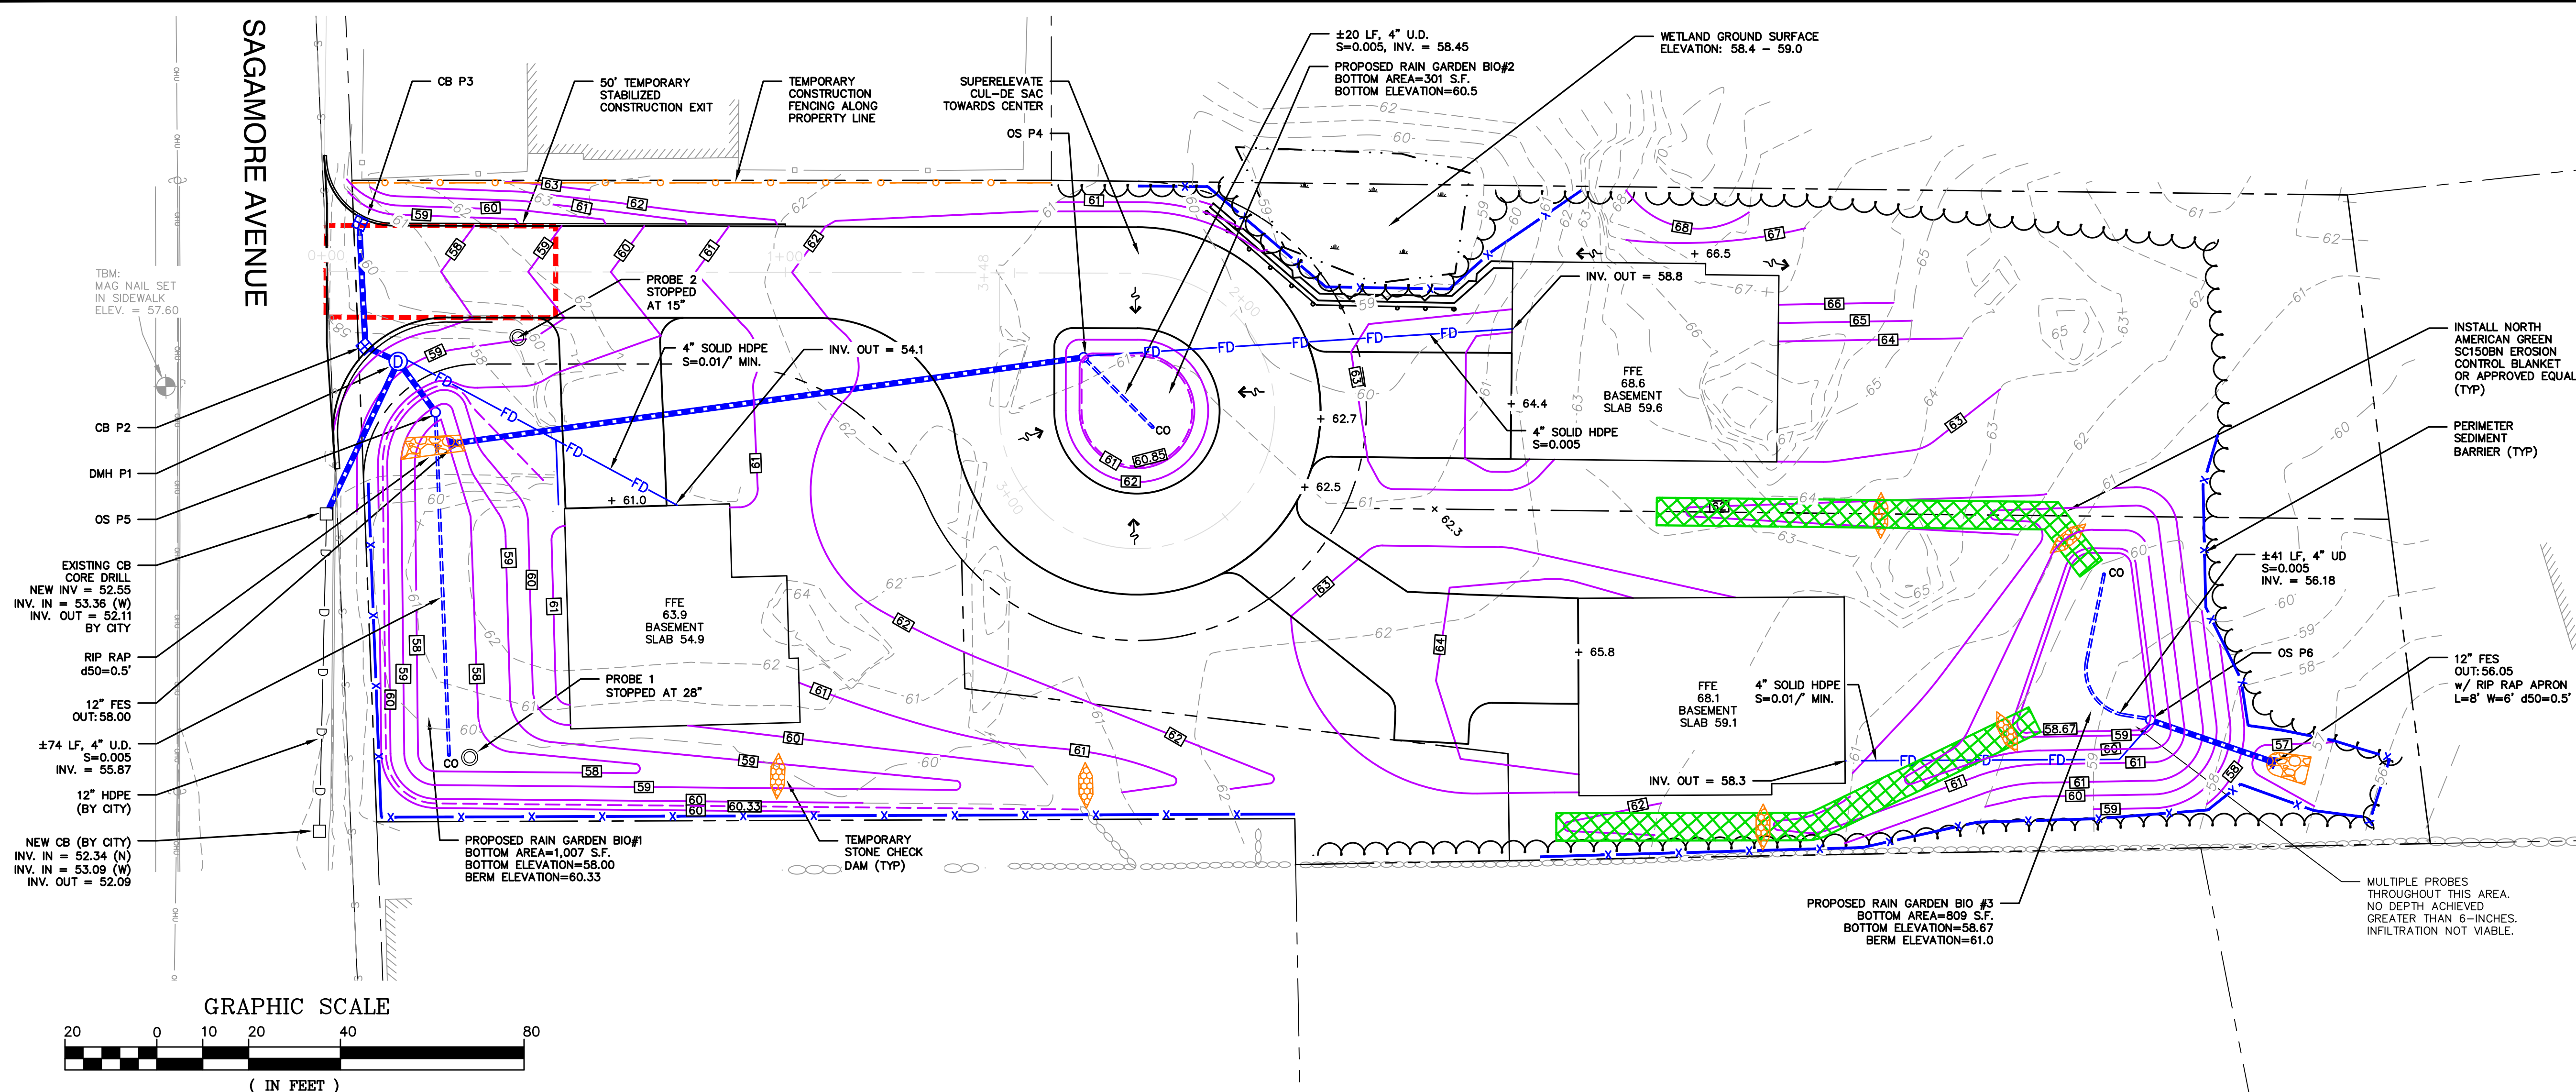 SAGAMORE AVENUE
CB P3
50' TEMPORARY
STABILIZED
CONSTRUCTION EXIT
TEMPORARY
CONSTRUCTION
FENCING ALONG
PROPERTY LINE
SUPERELEVATE
CUL-DE SAC
TOWARDS CENTER
OS P4
±20 LF, 4" U.D.
S=0.005, INV. = 58.45
PROPOSED RAIN GARDEN BIO#2
BOTTOM AREA=301 S.F.
BOTTOM ELEVATION=60.5
WETLAND GROUND SURFACE
ELEVATION: 58.4 – 59.0
TBM:
MAG NAIL SET
IN SIDEWALK
ELEV. = 57.60
0+00
1+00
2+00
3+00
3+48
PROBE 2
STOPPED
AT 15"
4" SOLID HDPE
S=0.01/' MIN.
INV. OUT = 54.1
INV. OUT = 58.8
+ 66.5
FFE
68.6
BASEMENT
SLAB 59.6
+ 64.4
+ 62.7
+ 62.5
+ 62.3
4" SOLID HDPE
S=0.005
INSTALL NORTH
AMERICAN GREEN
SC150BN EROSION
CONTROL BLANKET
OR APPROVED EQUAL
(TYP)
PERIMETER
SEDIMENT
BARRIER (TYP)
CB P2
DMH P1
OS P5
EXISTING CB
CORE DRILL
NEW INV = 52.55
INV. IN = 53.36 (W)
INV. OUT = 52.11
BY CITY
RIP RAP
d50=0.5'
12" FES
OUT: 58.00
±74 LF, 4" U.D.
S=0.005
INV. = 55.87
12" HDPE
(BY CITY)
NEW CB (BY CITY)
INV. IN = 52.34 (N)
INV. IN = 53.09 (W)
INV. OUT = 52.09
+ 61.0
FFE
63.9
BASEMENT
SLAB 54.9
PROBE 1
STOPPED AT 28"
CO
CO
CO
60.85
60.33
58.67
PROPOSED RAIN GARDEN BIO#1
BOTTOM AREA=1,007 S.F.
BOTTOM ELEVATION=58.00
BERM ELEVATION=60.33
TEMPORARY
STONE CHECK
DAM (TYP)
+ 65.8
FFE
68.1
BASEMENT
SLAB 59.1
4" SOLID HDPE
S=0.01/' MIN.
INV. OUT = 58.3
±41 LF, 4" UD
S=0.005
INV. = 56.18
OS P6
12" FES
OUT: 56.05
w/ RIP RAP APRON
L=8' W=6' d50=0.5'
PROPOSED RAIN GARDEN BIO #3
BOTTOM AREA=809 S.F.
BOTTOM ELEVATION=58.67
BERM ELEVATION=61.0
MULTIPLE PROBES
THROUGHOUT THIS AREA.
NO DEPTH ACHIEVED
GREATER THAN 6-INCHES.
INFILTRATION NOT VIABLE.
GRAPHIC SCALE
20 0 10 20 40 80
( IN FEET )